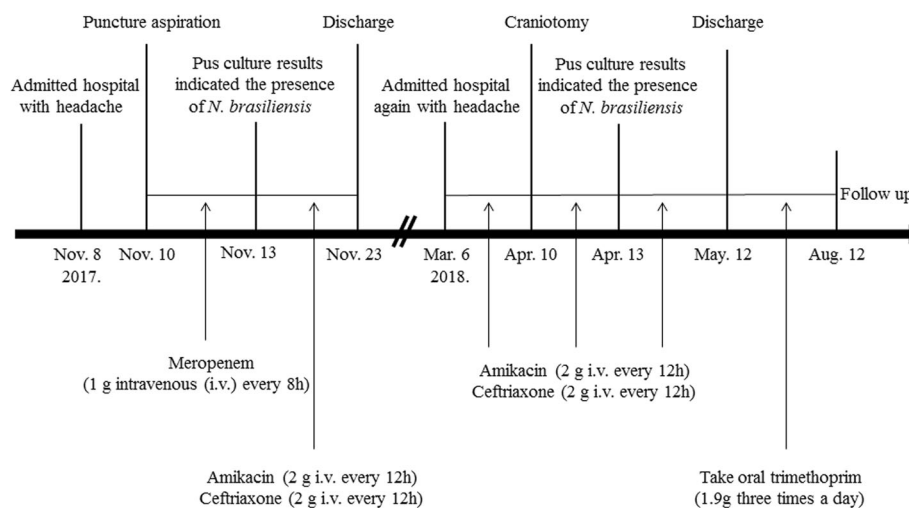 Puncture aspiration
Discharge
Craniotomy
Discharge
Admitted hospital
with headache
Pus culture results
indicated the presence
of N. brasiliensis
Admitted hospital
again with headache
Pus culture results
indicated the presence
of N. brasiliensis
Follow up
Nov. 8
2017.
Nov. 10
Nov. 13
Nov. 23
Mar. 6
2018.
Apr. 10
Apr. 13
May. 12
Aug. 12
Meropenem
(1 g intravenous (i.v.) every 8h)
Amikacin (2 g i.v. every 12h)
Ceftriaxone (2 g i.v. every 12h)
Amikacin (2 g i.v. every 12h)
Ceftriaxone (2 g i.v. every 12h)
Take oral trimethoprim
(1.9g three times a day)